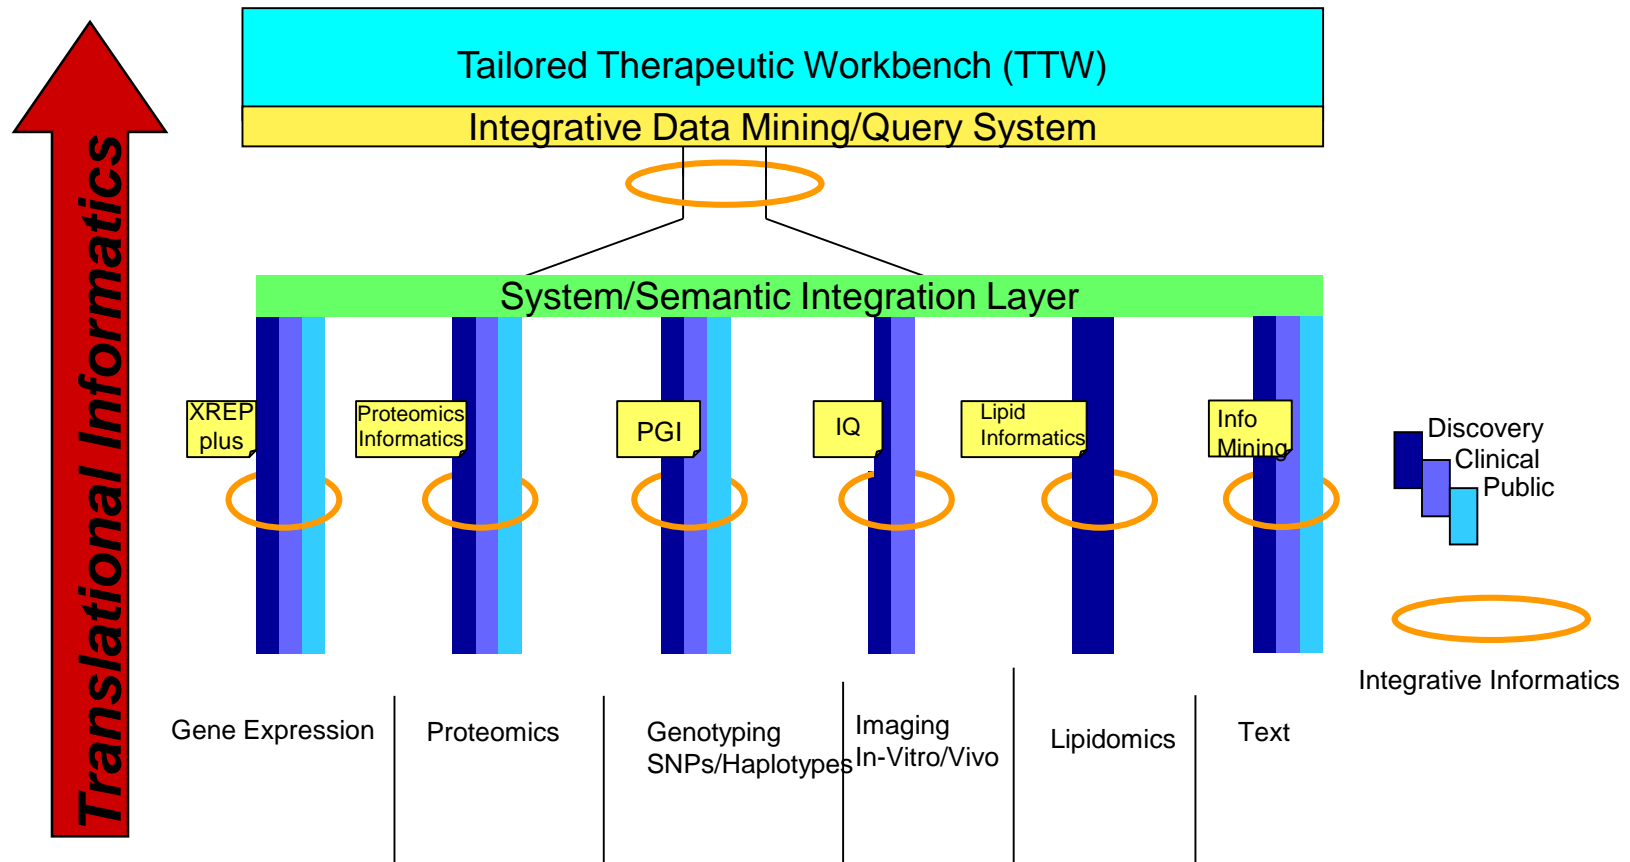 Tailored Therapeutic Workbench (TTW)
Integrative Data Mining/Query System
Translational Informatics
System/Semantic Integration Layer
XREP
plus
Proteomics
Informatics
PGI
IQ
Lipid
Informatics
Info
Mining
Discovery
Clinical
Public
Integrative Informatics
Gene Expression
Proteomics
Genotyping
SNPs/Haplotypes
Imaging
In-Vitro/Vivo
Lipidomics
Text